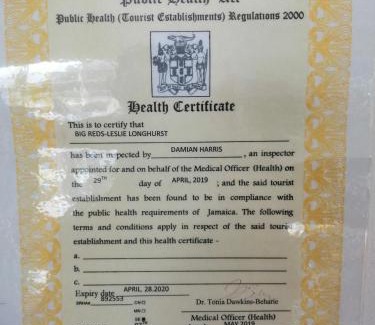 Public Health Act
Public Health (Tourist Establishments) Regulations 2000
Health Certificate
This is to certify that
BIG REDS-LESLIE LONGHURST
has been inspected by DAMIAN HARRIS, an inspector
appointed for and on behalf of the Medical Officer (Health) on
the 29TH day of APRIL, 2019 ; and the said tourist
establishment has been found to be in compliance with
the public health requirements of Jamaica. The following
terms and conditions apply in respect of the said tourist
establishment and this health certificate -
a.
b.
c.
Expiry date APRIL 28.2020
892553
Dr. Tonia Dawkins-Beharie
Medical Officer (Health)
MAY 2019